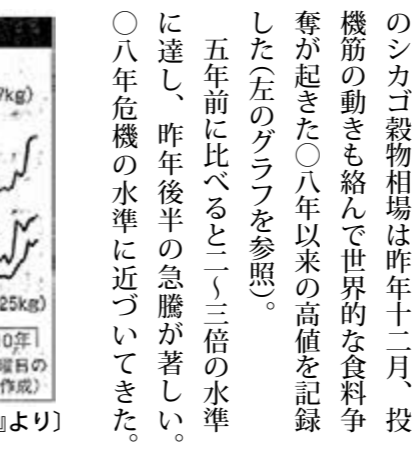 のシカゴ穀物相場は昨年十二月、投
機筋の動きも絡んで世界的な食料争
奪が起きた〇八年以来の高値を記録
した(左のグラフを参照)。
五年前に比べると二〜三倍の水準
に達し、昨年後半の急騰が著しい。
〇八年危機の水準に近づいてきた。
kg)
25kg)
0年
曜日の
作成)
』より〕